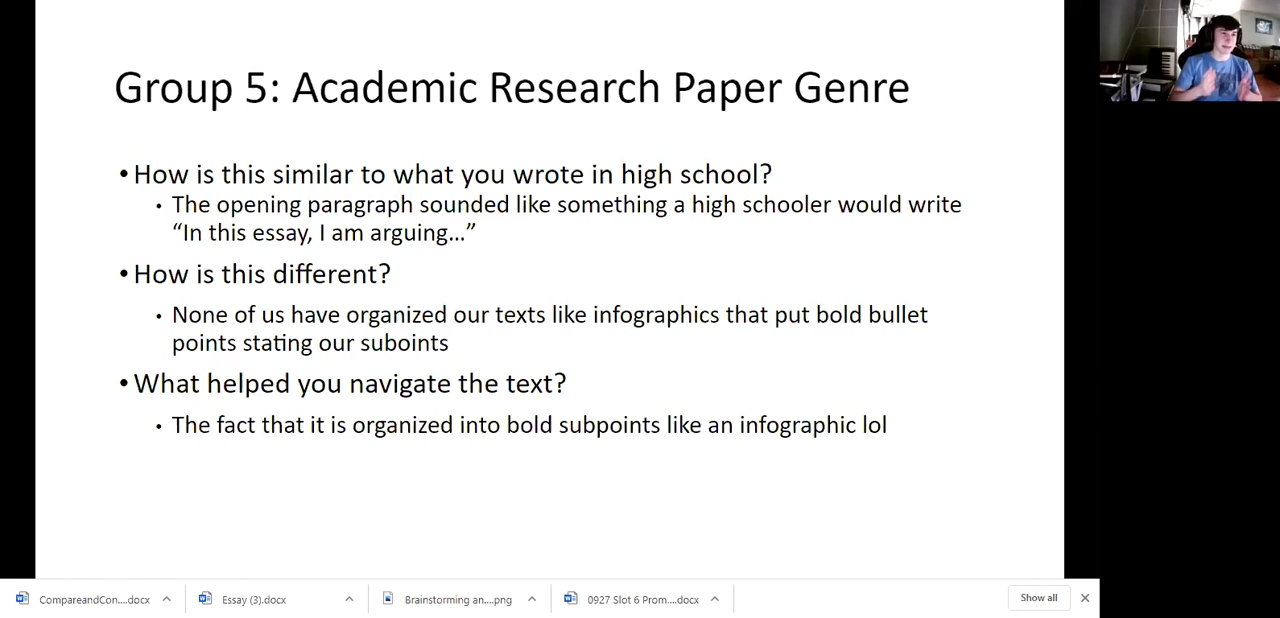 Group 5: Academic Research Paper Genre
• How is this similar to what you wrote in high school?
• The opening paragraph sounded like something a high schooler would write
“In this essay, I am arguing…”
• How is this different?
• None of us have organized our texts like infographics that put bold bullet
points stating our suboints
• What helped you navigate the text?
• The fact that it is organized into bold subpoints like an infographic lol
CompareandCon....docx
Essay (3).docx
Brainstorming an....png
0927 Slot 6 Prom....docx
Show all